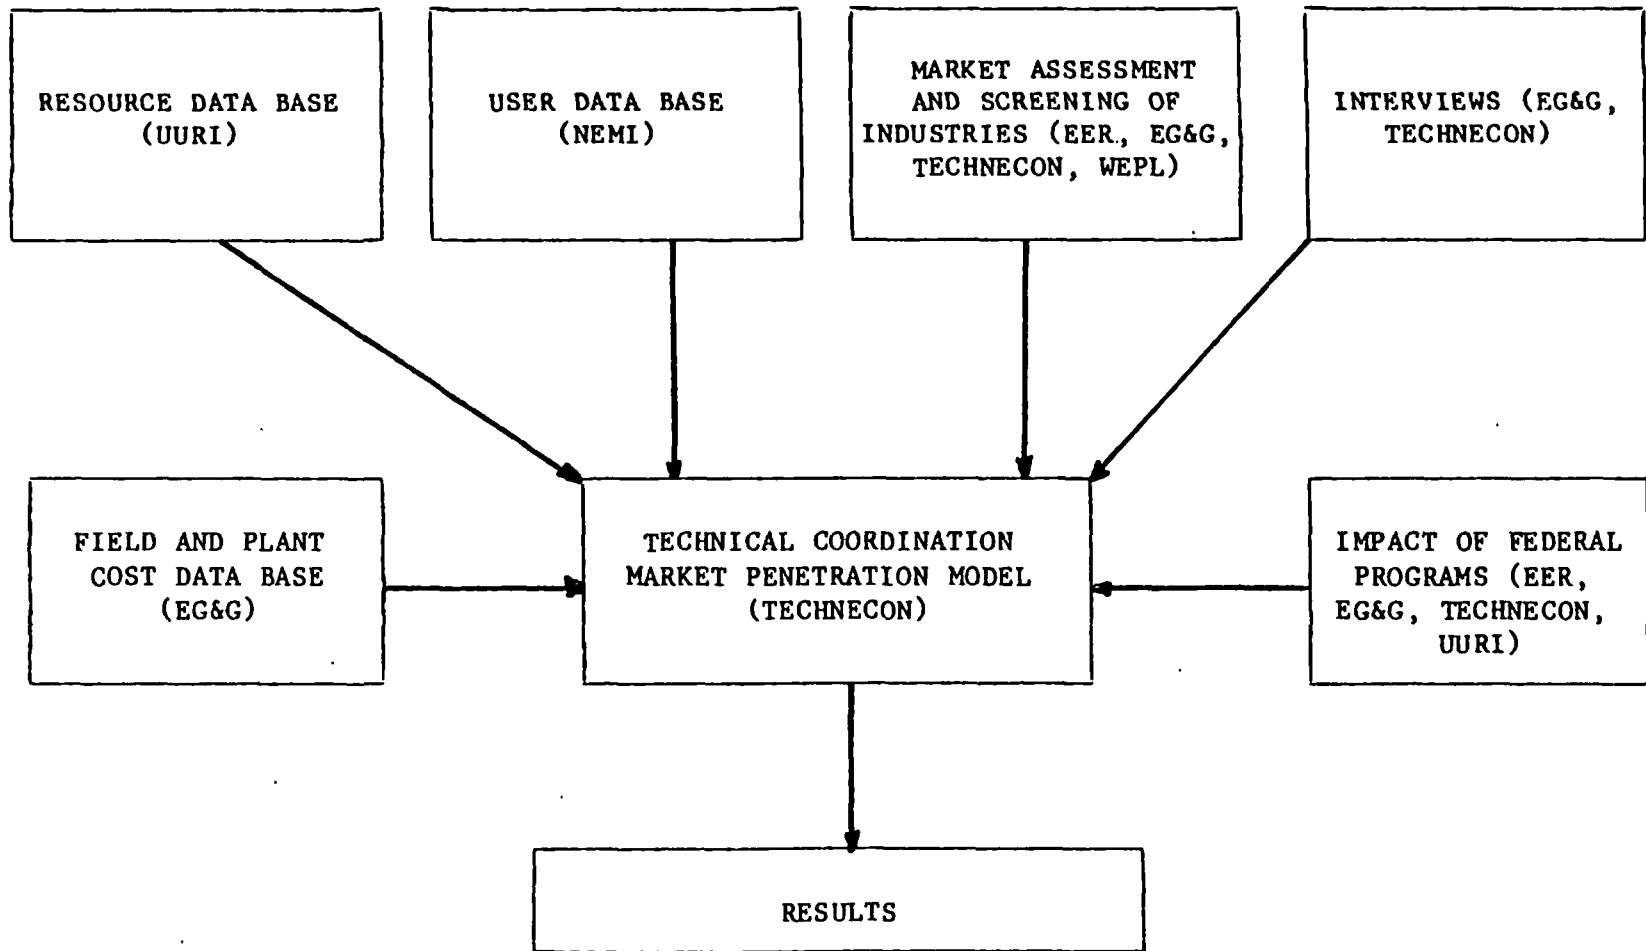 RESOURCE DATA BASE
(UURI)
USER DATA BASE
(NEMI)
MARKET ASSESSMENT
AND SCREENING OF
INDUSTRIES (EER., EG&G,
TECHNECON, WEPL)
INTERVIEWS (EG&G,
TECHNECON)
FIELD AND PLANT
COST DATA BASE
(EG&G)
TECHNICAL COORDINATION
MARKET PENETRATION MODEL
(TECHNECON)
IMPACT OF FEDERAL
PROGRAMS (EER,
EG&G, TECHNECON,
UURI)
RESULTS